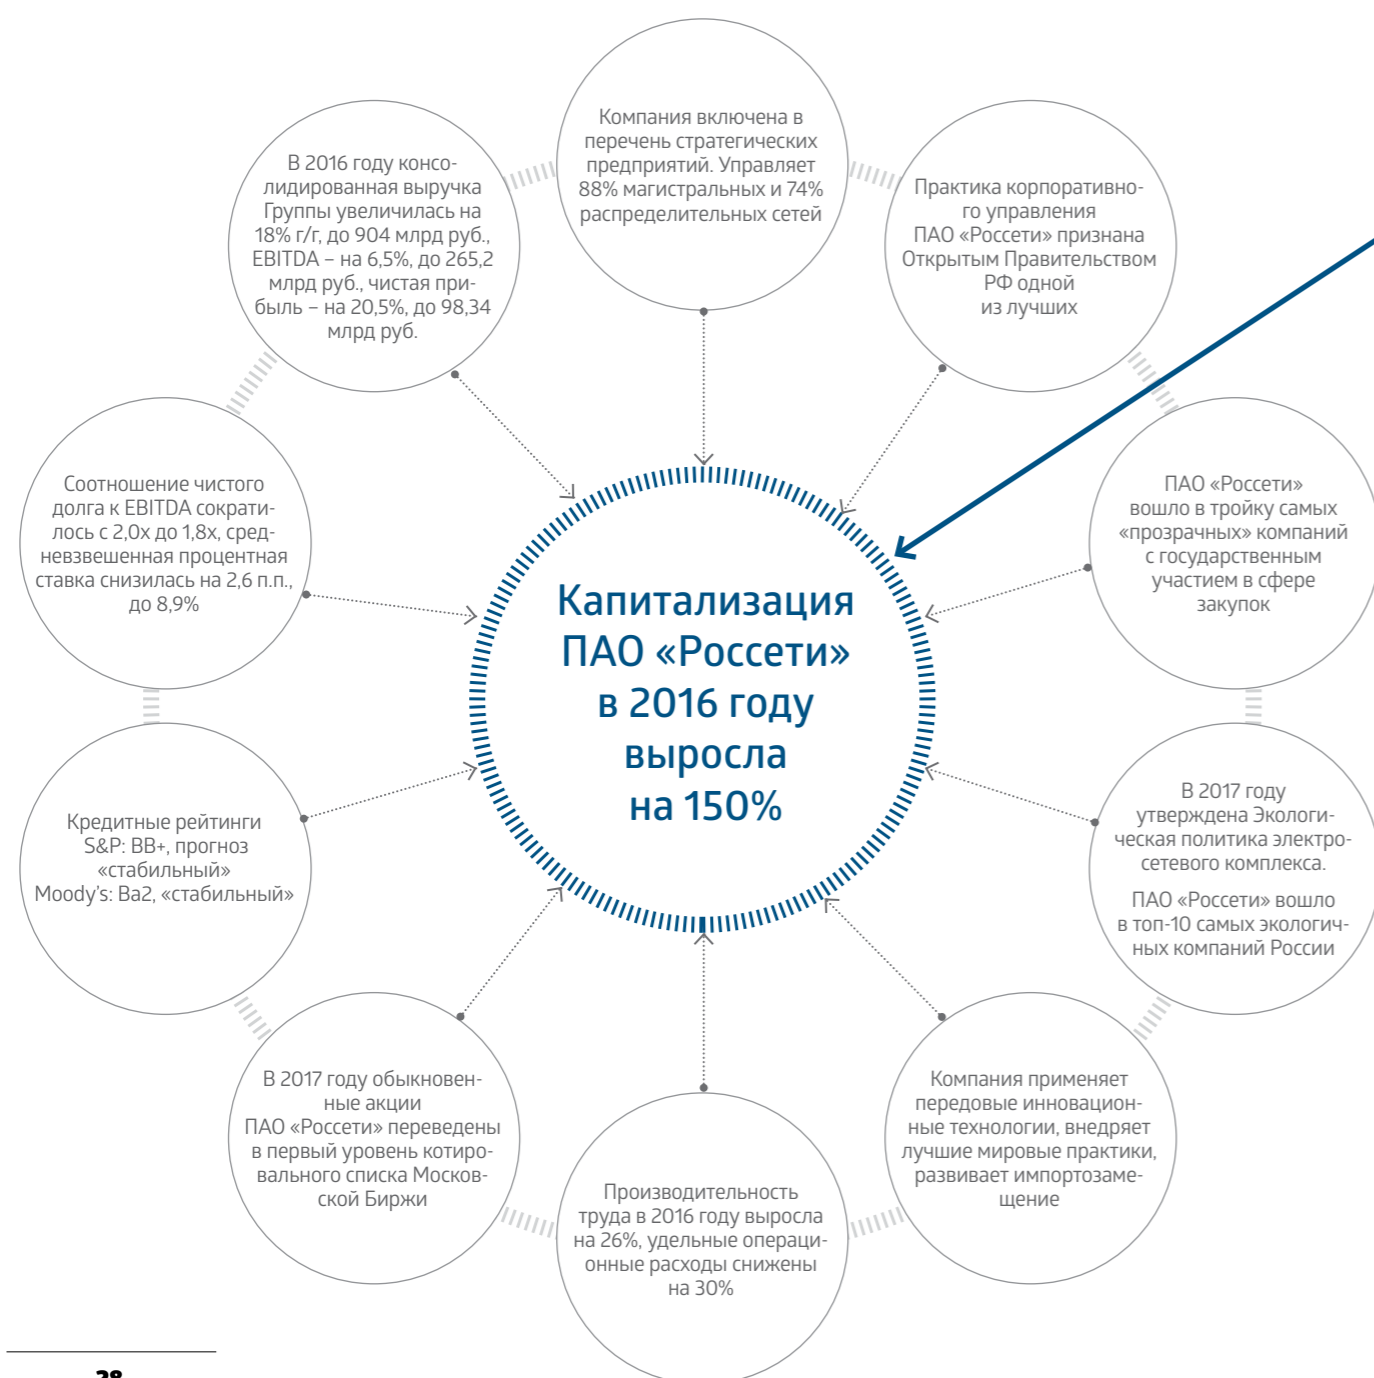 Компания включена в
перечень стратегических
предприятий. Управляет
88% магистральных и 74%
распределительных сетей
В 2016 году консо-
лидированная выручка
Группы увеличилась на
18% г/г, до 904 млрд руб.,
EBITDA – на 6,5%, до 265,2
млрд руб., чистая при-
быль – на 20,5%, до 98,34
млрд руб.
Практика корпоративно-
го управления
ПАО «Россети» признана
Открытым Правительством
РФ одной
из лучших
Соотношение чистого
долга к EBITDA сократи-
лось с 2,0х до 1,8х, сред-
невзвешенная процентная
ставка снизилась на 2,6 п.п.,
до 8,9%
ПАО «Россети»
вошло в тройку самых
«прозрачных» компаний
с государственным
участием в сфере
закупок
Капитализация
ПАО «Россети»
в 2016 году
выросла
на 150%
Кредитные рейтинги
S&P: BB+, прогноз
«стабильный»
Moody's: Ba2, «стабильный»
В 2017 году
утверждена Экологи-
ческая политика электро-
сетевого комплекса.
ПАО «Россети» вошло
в топ-10 самых экологич-
ных компаний России
В 2017 году обыкновен-
ные акции
ПАО «Россети» переведены
в первый уровень котиро-
вального списка Москов-
ской Биржи
Компания применяет
передовые инновацион-
ные технологии, внедряет
лучшие мировые практики,
развивает импортозаме-
щение
Производительность
труда в 2016 году выросла
на 26%, удельные операци-
онные расходы снижены
на 30%
28